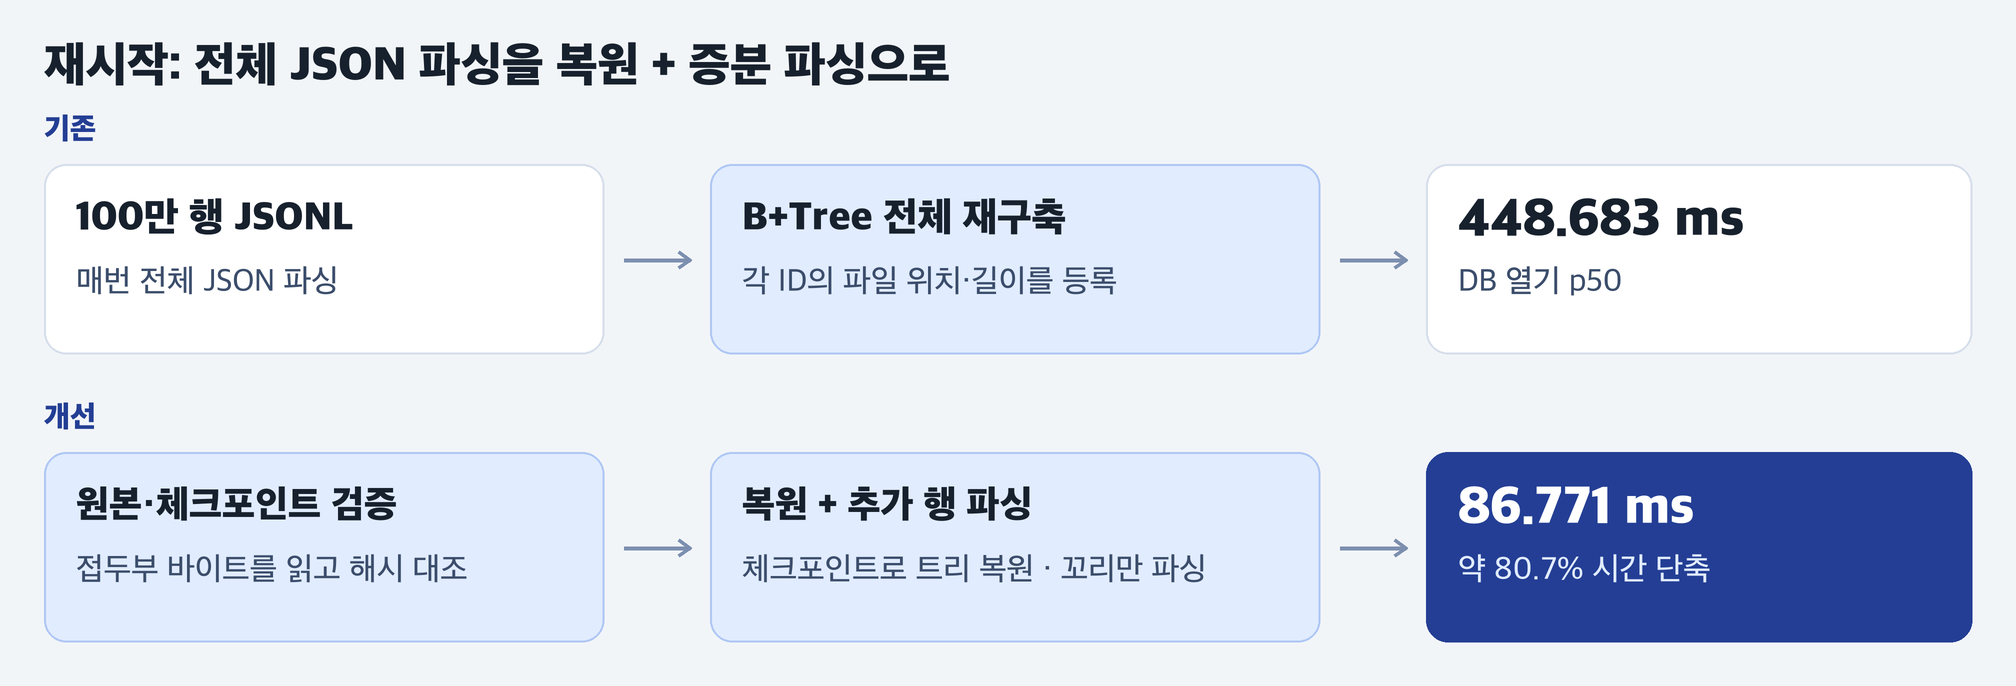 재시작: 전체 JSON 파싱을 복원 + 증분 파싱으로
기존
100만 행 JSONL
매번 전체 JSON 파싱
B+Tree 전체 재구축
각 ID의 파일 위치·길이를 등록
448.683 ms
DB 열기 p50
개선
원본·체크포인트 검증
접두부 바이트를 읽고 해시 대조
복원 + 추가 행 파싱
체크포인트로 트리 복원 · 꼬리만 파싱
86.771 ms
약 80.7% 시간 단축